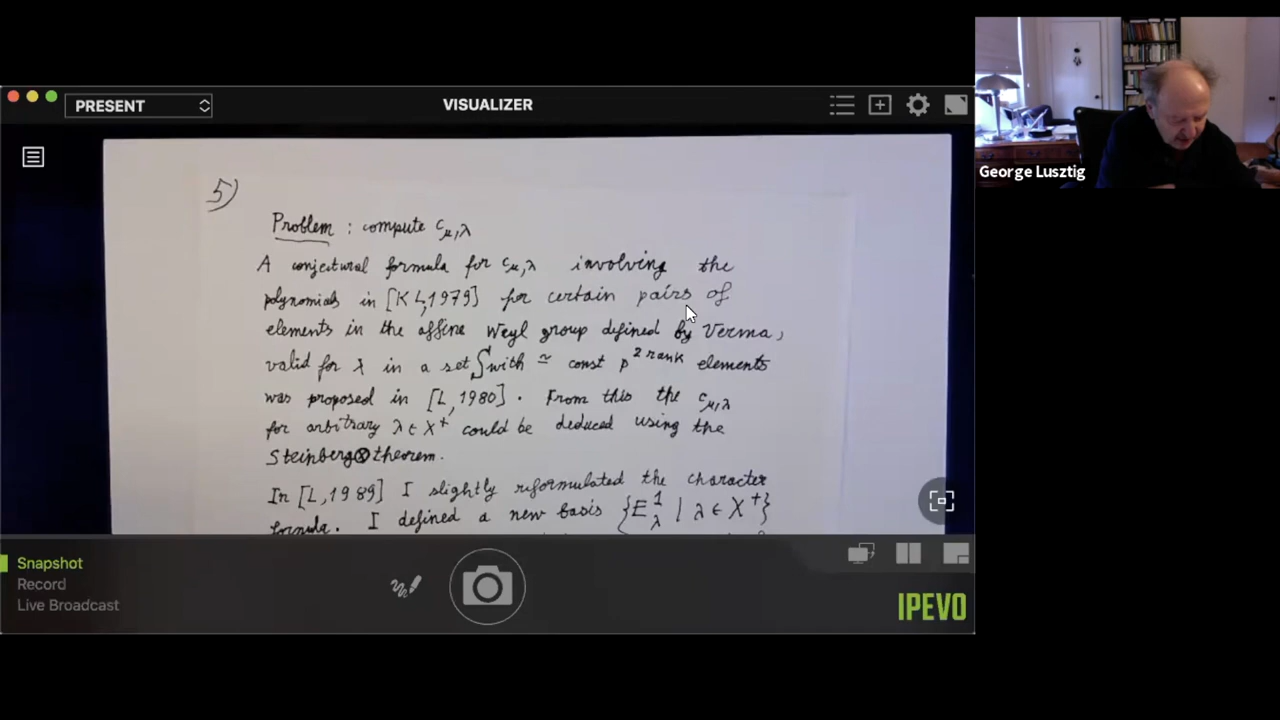 PRESENT
VISUALIZER
George Lusztig
5)
Problem : compute c_μ,λ
A conjectural formula for c_μ,λ involving the
polynomials in [KL,1979] for certain pairs of
elements in the affine Weyl group defined by Verma,
valid for λ in a set S with ≃ const p^2 rank elements
was proposed in [L, 1980]. From this the c_μ,λ
for arbitrary λ ∈ X^+ could be deduced using the
Steinberg ⊗ theorem.
In [L, 1989] I slightly reformulated the character
formula. I defined a new basis {E^1_λ | λ ∈ X^+}
Snapshot
Record
Live Broadcast
IPEVO